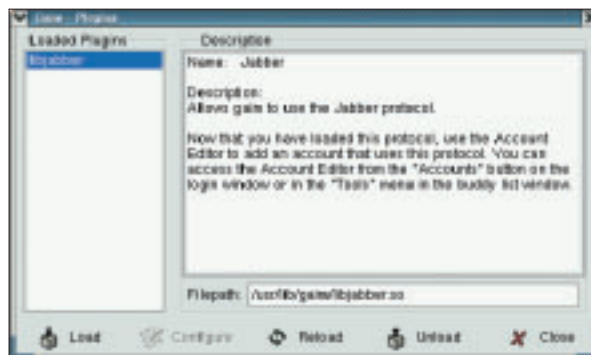 Gaim - Plugins
Loaded Plugins
libjabber
Description
Name: Jabber
Description:
Allows gaim to use the Jabber protocol.
Now that you have loaded this protocol, use the Account
Editor to add an account that uses this protocol. You can
access the Account Editor from the "Accounts" button on the
login window or in the "Tools" menu in the buddy list window.
Filepath: /usr/lib/gaim/libjabber.so
Load
Configure
Reload
Unload
Close